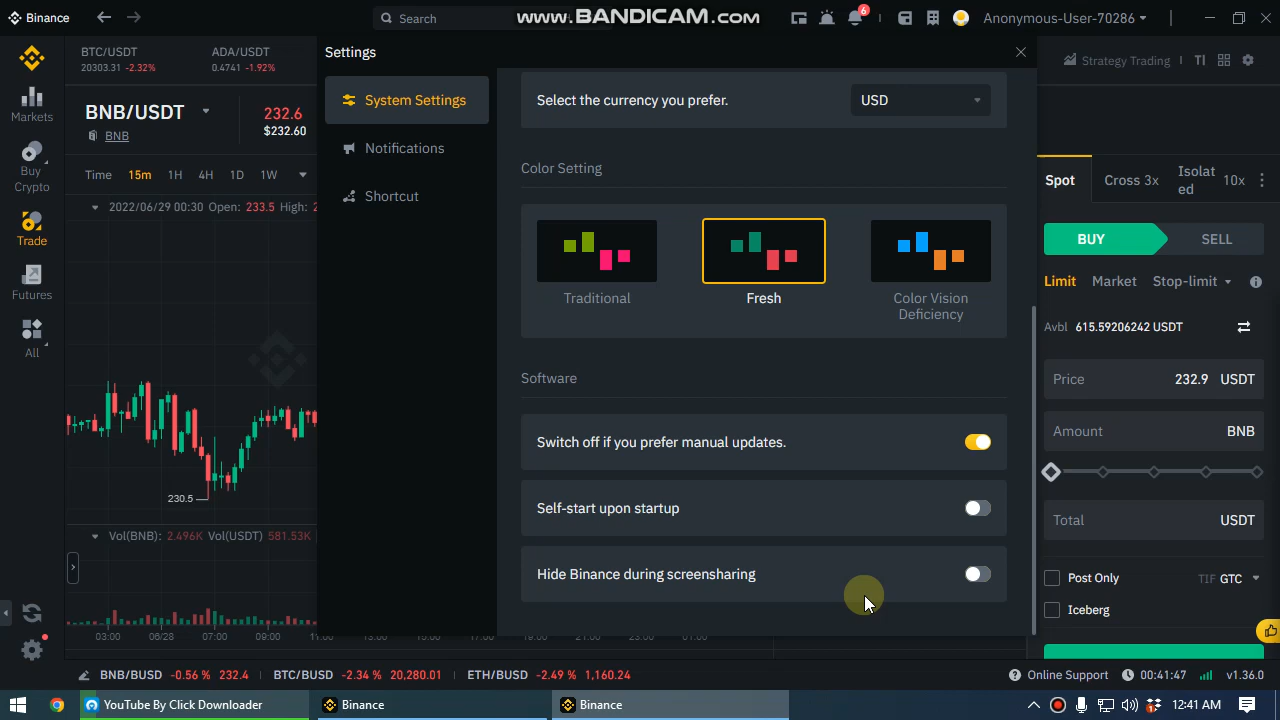 Binance
Search
www.BANDICAM.com
6
Anonymous-User-70286
BTC/USDT
20303.31 -2.32%
ADA/USDT
0.4741 -1.92%
Settings
Strategy Trading
BNB/USDT
BNB
232.6
$232.60
System Settings
Notifications
Shortcut
Select the currency you prefer.
USD
Color Setting
Traditional
Fresh
Color Vision
Deficiency
Software
Switch off if you prefer manual updates.
Self-start upon startup
Hide Binance during screensharing
Markets
Buy
Crypto
Trade
Futures
All
Time
15m
1H
4H
1D
1W
2022/06/29 00:30 Open: 233.5 High:
230.5
Vol(BNB): 2.496K Vol(USDT) 581.53K
03:00
06/28
07:00
09:00
Spot
Cross 3x
Isolat
ed
10x
BUY
SELL
Limit
Market
Stop-limit
Avbl 615.59206242 USDT
Price
232.9 USDT
Amount
BNB
Total
USDT
Post Only
TIF GTC
Iceberg
BNB/BUSD -0.56 % 232.4
BTC/BUSD -2.34 % 20,280.01
ETH/BUSD -2.49 % 1,160.24
Online Support
00:41:47
v1.36.0
YouTube By Click Downloader
Binance
Binance
12:41 AM